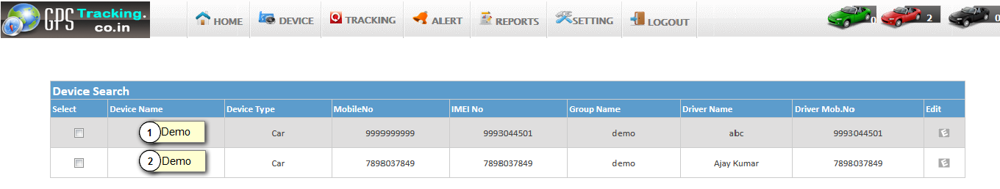 GPS Tracking.
co.in
HOME DEVICE TRACKING ALERT REPORTS SETTING LOGOUT 0 2 0
Device Search
Select Device Name Device Type MobileNo IMEI No Group Name Driver Name Driver Mob.No Edit
1 Demo Car 9999999999 9993044501 demo abc 9993044501 E
2 Demo Car 7898037849 7898037849 demo Ajay Kumar 7898037849 E